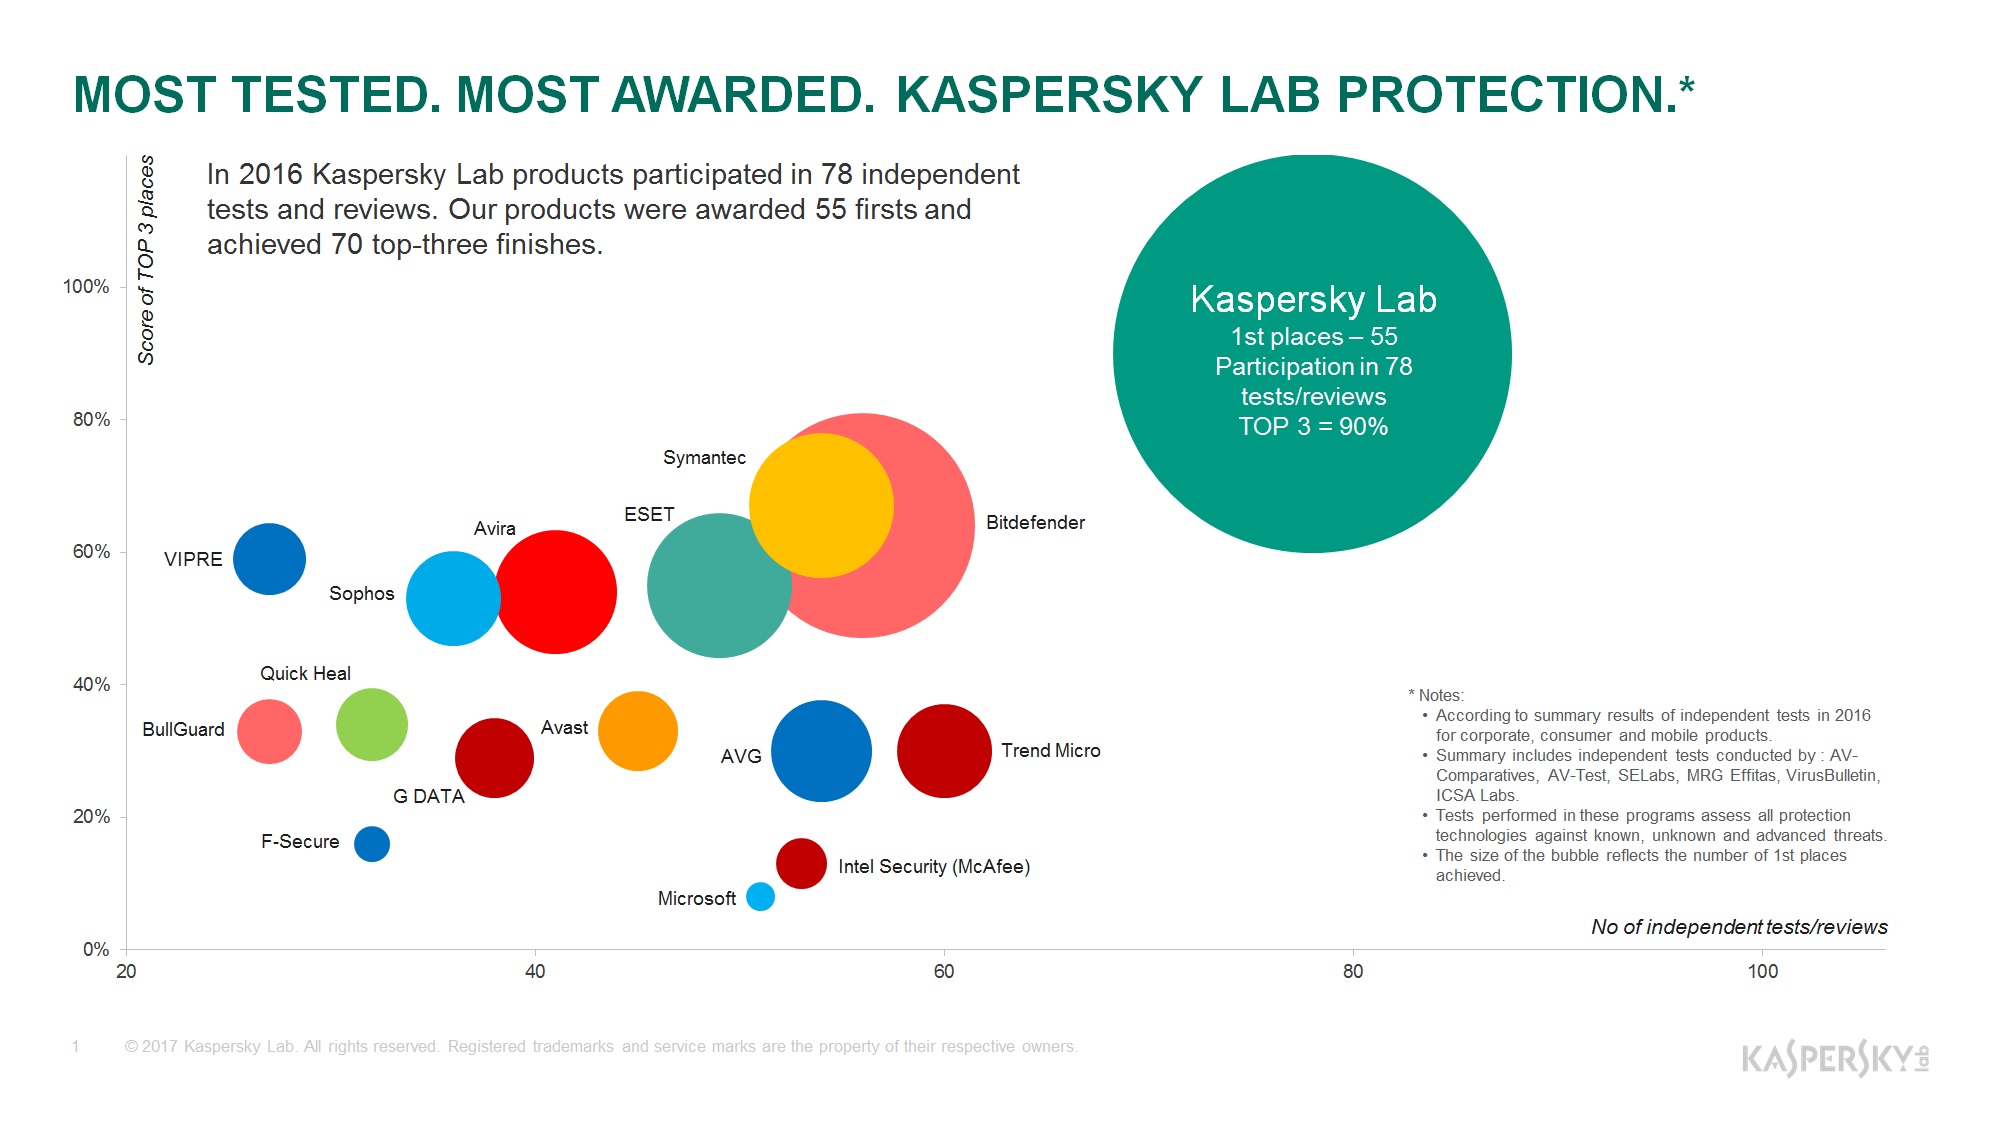 MOST TESTED. MOST AWARDED. KASPERSKY LAB PROTECTION.*
Score of TOP 3 places
In 2016 Kaspersky Lab products participated in 78 independent
tests and reviews. Our products were awarded 55 firsts and
achieved 70 top-three finishes.
Kaspersky Lab
1st places – 55
Participation in 78
tests/reviews
TOP 3 = 90%
100%
80%
60%
40%
20%
0%
Symantec
ESET
Bitdefender
Avira
VIPRE
Sophos
Quick Heal
BullGuard
Avast
AVG
Trend Micro
G DATA
F-Secure
Intel Security (McAfee)
Microsoft
* Notes:
• According to summary results of independent tests in 2016
for corporate, consumer and mobile products.
• Summary includes independent tests conducted by : AV-
Comparatives, AV-Test, SELabs, MRG Effitas, VirusBulletin,
ICSA Labs.
• Tests performed in these programs assess all protection
technologies against known, unknown and advanced threats.
• The size of the bubble reflects the number of 1st places
achieved.
No of independent tests/reviews
20
40
60
80
100
1
© 2017 Kaspersky Lab. All rights reserved. Registered trademarks and service marks are the property of their respective owners.
KASPERSKY lab